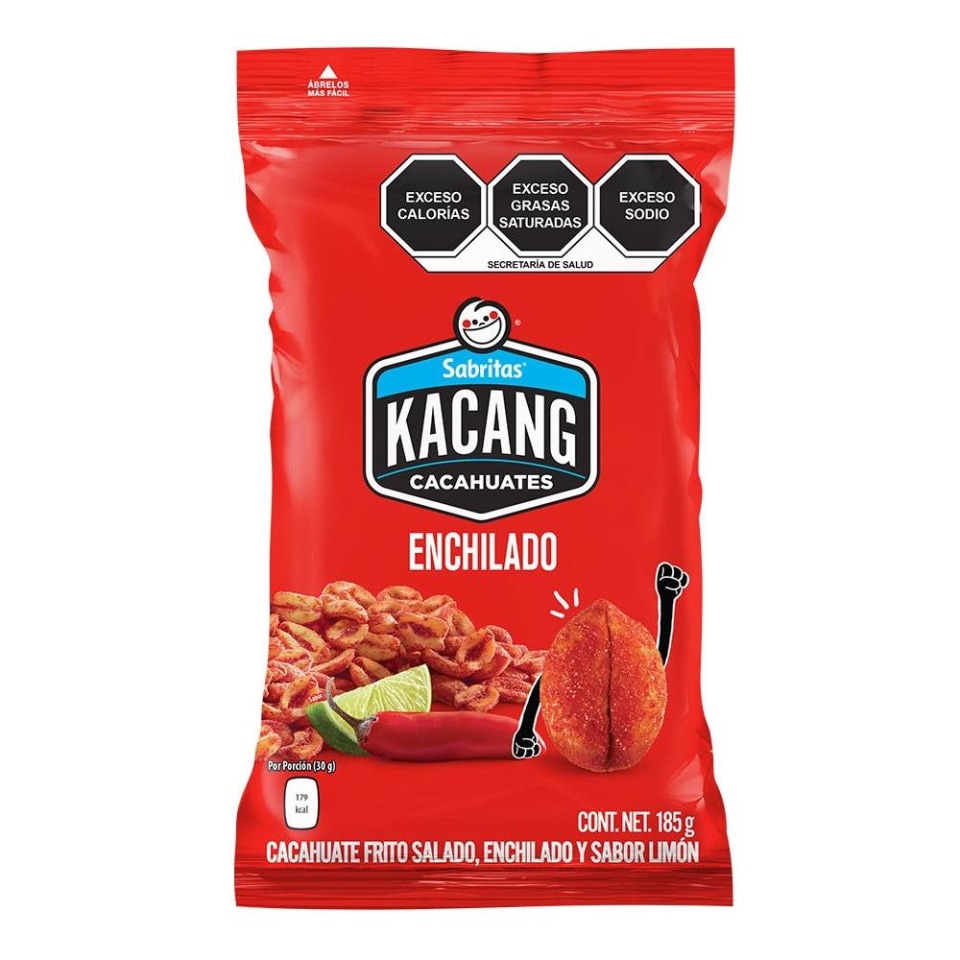 ÁBRELOS
MÁS FÁCIL
EXCESO
CALORÍAS
EXCESO
GRASAS
SATURADAS
EXCESO
SODIO
SECRETARÍA DE SALUD
®
Sabritas®
KACANG
CACAHUATES
ENCHILADO
Por Porción (30 g)
179
kcal
CONT. NET. 185 g
CACAHUATE FRITO SALADO, ENCHILADO Y SABOR LIMÓN